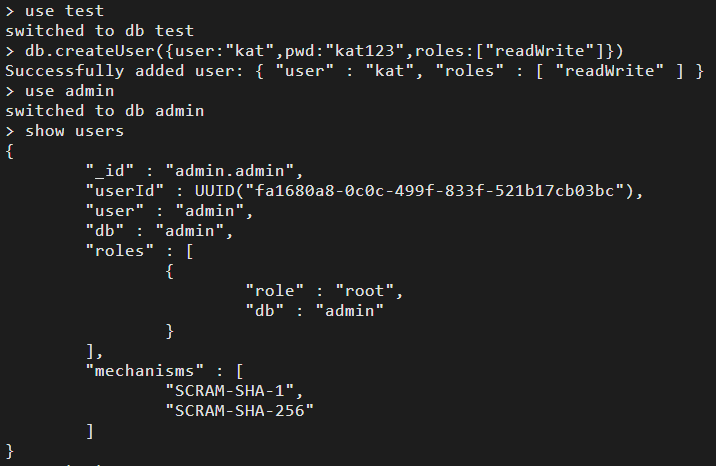 > use test
switched to db test
> db.createUser({user:"kat",pwd:"kat123",roles:["readWrite"]})
Successfully added user: { "user" : "kat", "roles" : [ "readWrite" ] }
> use admin
switched to db admin
> show users
{
        "_id" : "admin.admin",
        "userId" : UUID("fa1680a8-0c0c-499f-833f-521b17cb03bc"),
        "user" : "admin",
        "db" : "admin",
        "roles" : [
                {
                        "role" : "root",
                        "db" : "admin"
                }
        ],
        "mechanisms" : [
                "SCRAM-SHA-1",
                "SCRAM-SHA-256"
        ]
}